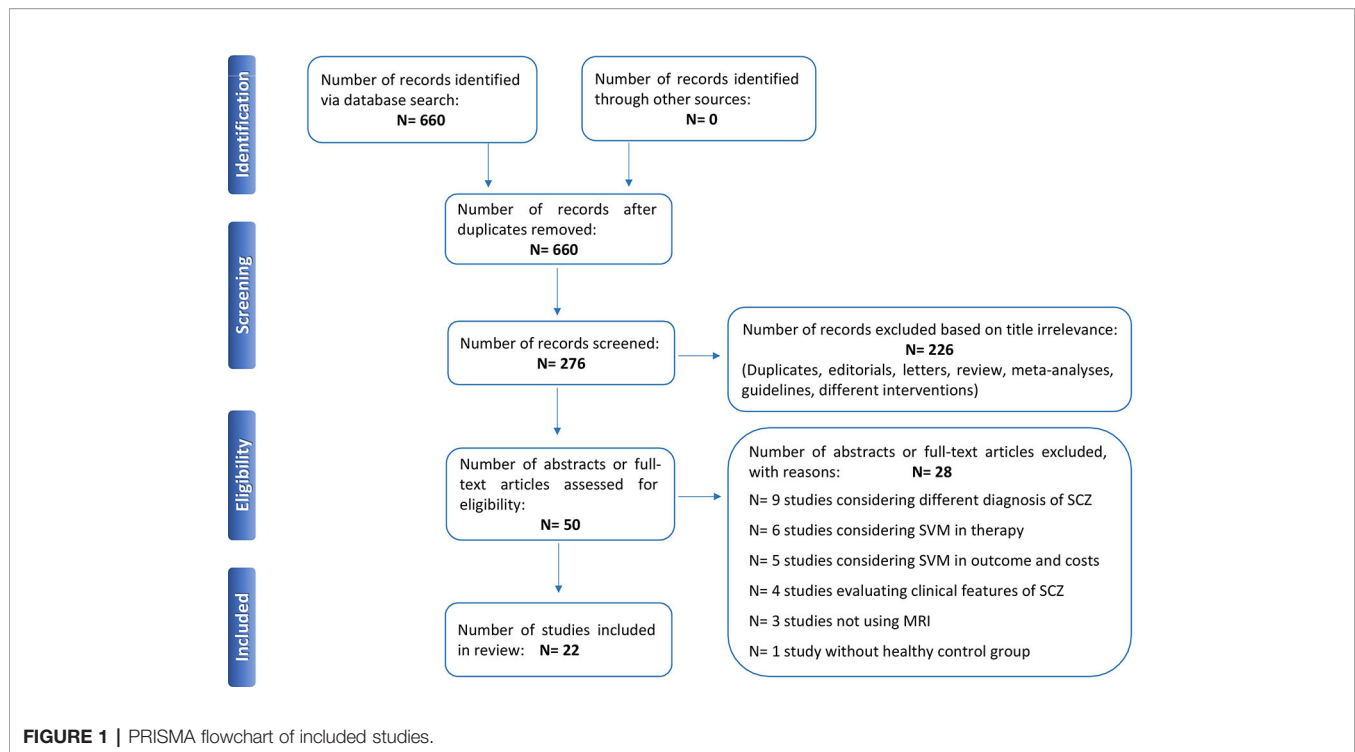 Identification
Number of records identified
via database search:
N= 660
Number of records identified
through other sources:
N= 0
Screening
Number of records after
duplicates removed:
N= 660
Number of records screened:
N= 276
Number of records excluded based on title irrelevance:
N= 226
(Duplicates, editorials, letters, review, meta-analyses,
guidelines, different interventions)
Eligibility
Number of abstracts or full-
text articles assessed for
eligibility:
N= 50
Number of abstracts or full-text articles excluded,
with reasons: N= 28
N= 9 studies considering different diagnosis of SCZ
N= 6 studies considering SVM in therapy
N= 5 studies considering SVM in outcome and costs
N= 4 studies evaluating clinical features of SCZ
N= 3 studies not using MRI
N= 1 study without healthy control group
Included
Number of studies included
in review: N= 22
FIGURE 1 | PRISMA flowchart of included studies.